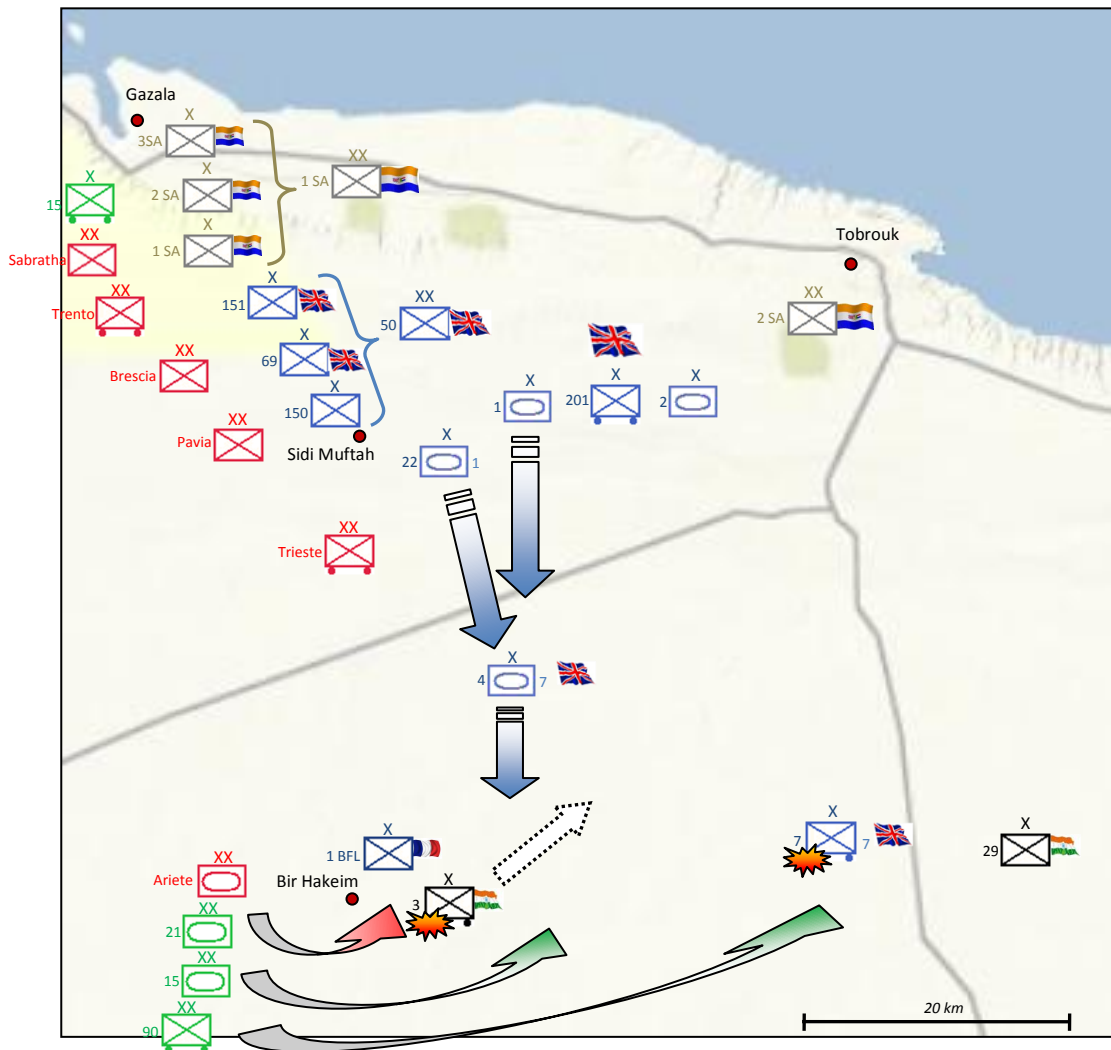 Gazala
X
3SA
X
2 SA
XX
1 SA
X
15
X
1 SA
XX
Sabratha
Tobrouk
XX
Trento
X
151
XX
50
XX
2 SA
X
69
XX
Brescia
X
150
X
1
X
201
X
2
XX
Pavia
Sidi Muftah
X
22 1
XX
Trieste
X
4 7
X
1 BFL
X
7 7
X
29
XX
Ariete
Bir Hakeim
X
3
XX
21
XX
15
XX
90
20 km